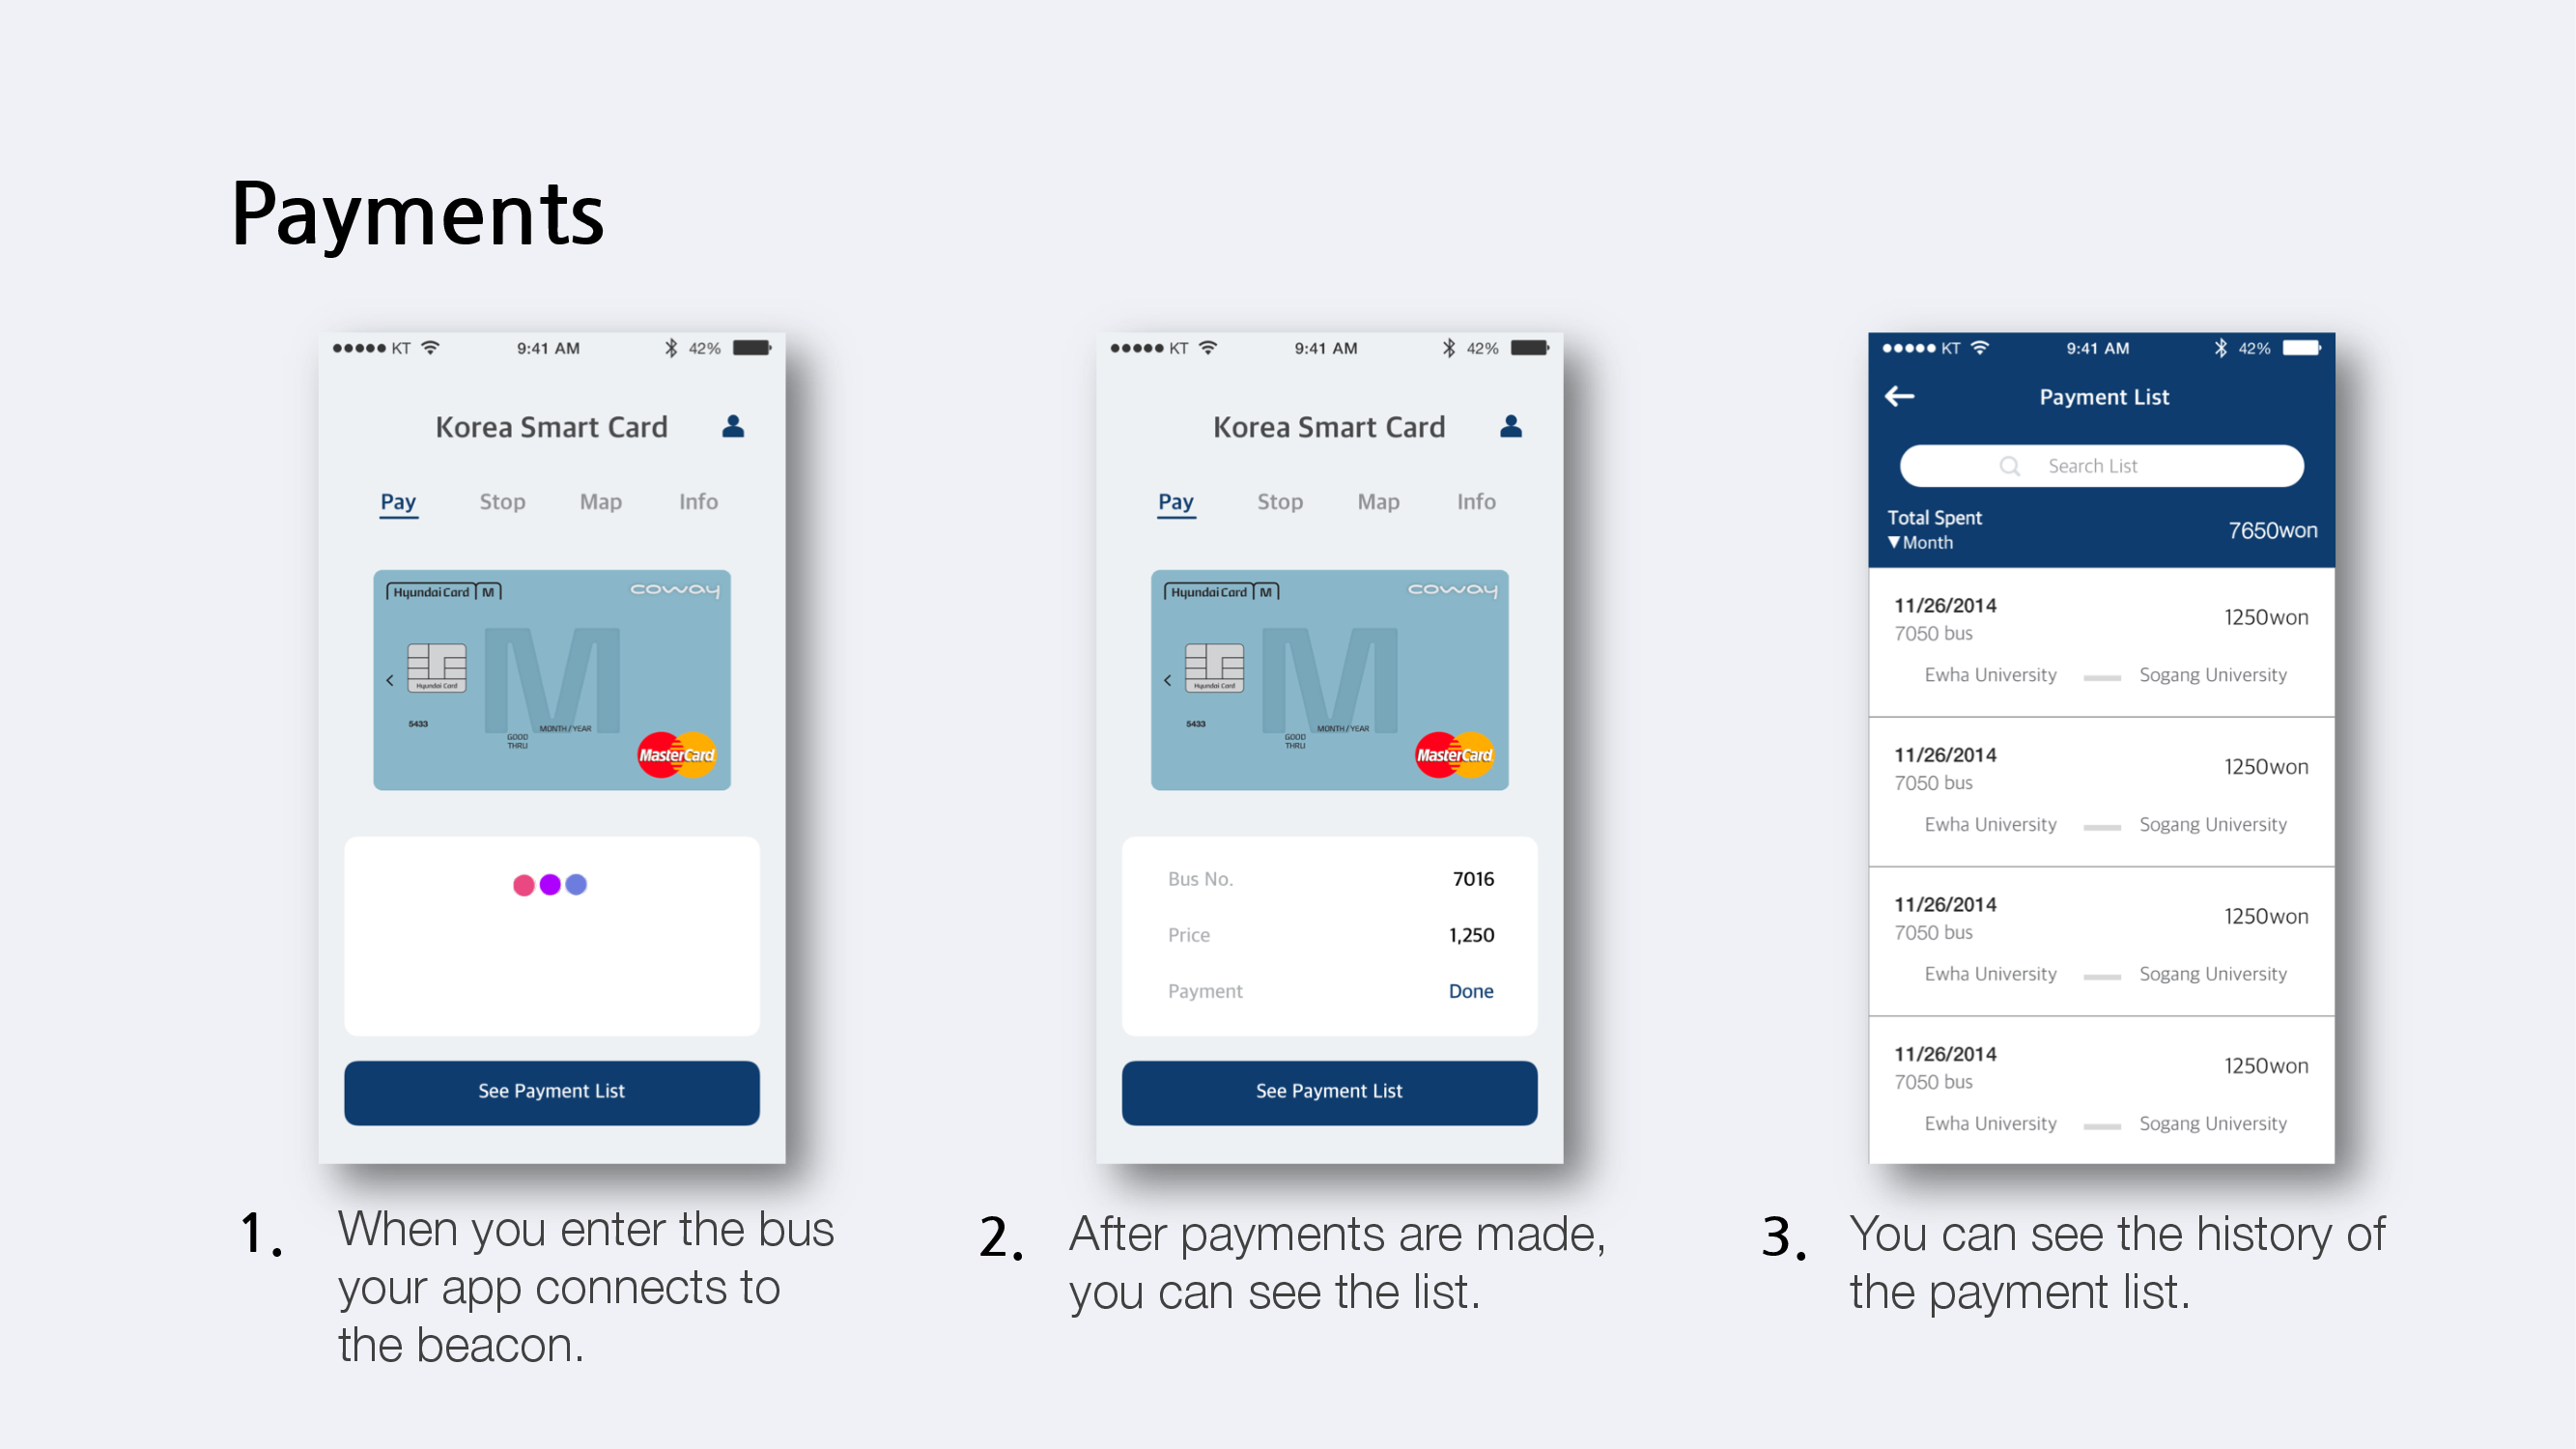 Payments
KT 9:41 AM 42%
Korea Smart Card
Pay Stop Map Info
Hyundai Card M coway
M
Hyundai Card
5433
MONTH / YEAR
GOOD
THRU
MasterCard
See Payment List
1. When you enter the bus
your app connects to
the beacon.
KT 9:41 AM 42%
Korea Smart Card
Pay Stop Map Info
Hyundai Card M coway
M
Hyundai Card
5433
MONTH / YEAR
GOOD
THRU
MasterCard
Bus No. 7016
Price 1,250
Payment Done
See Payment List
2. After payments are made,
you can see the list.
KT 9:41 AM 42%
Payment List
Search List
Total Spent
▼Month 7650won
11/26/2014 1250won
7050 bus
Ewha University — Sogang University
11/26/2014 1250won
7050 bus
Ewha University — Sogang University
11/26/2014 1250won
7050 bus
Ewha University — Sogang University
11/26/2014 1250won
7050 bus
Ewha University — Sogang University
3. You can see the history of
the payment list.